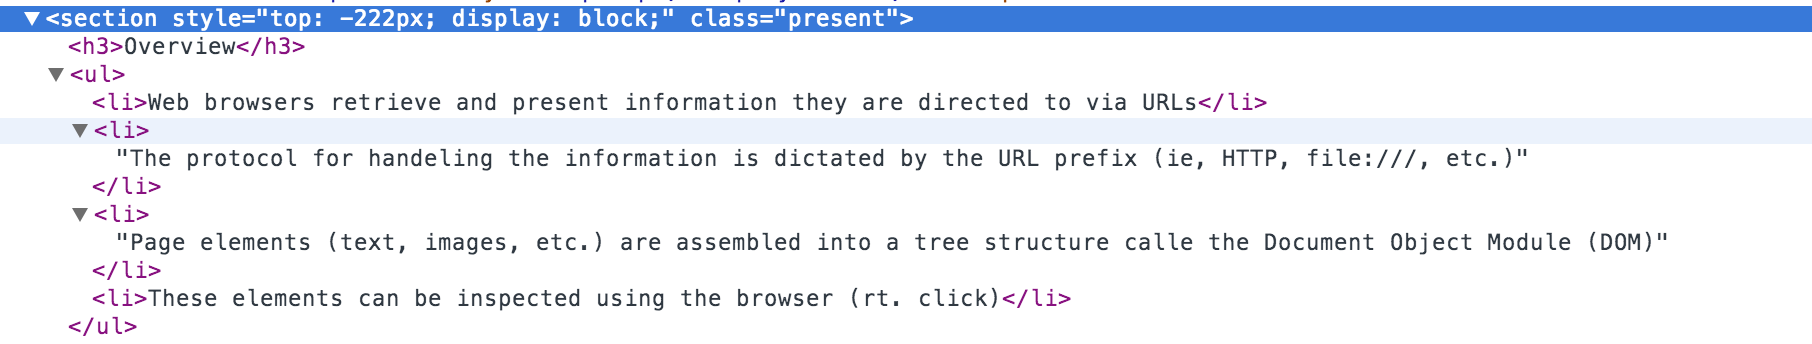 ▼<section style="top: -222px; display: block;" class="present">
<h3>Overview</h3>
▼<ul>
<li>Web browsers retrieve and present information they are directed to via URLs</li>
▼<li>
"The protocol for handeling the information is dictated by the URL prefix (ie, HTTP, file:///, etc.)"
</li>
▼<li>
"Page elements (text, images, etc.) are assembled into a tree structure calle the Document Object Module (DOM)"
</li>
<li>These elements can be inspected using the browser (rt. click)</li>
</ul>